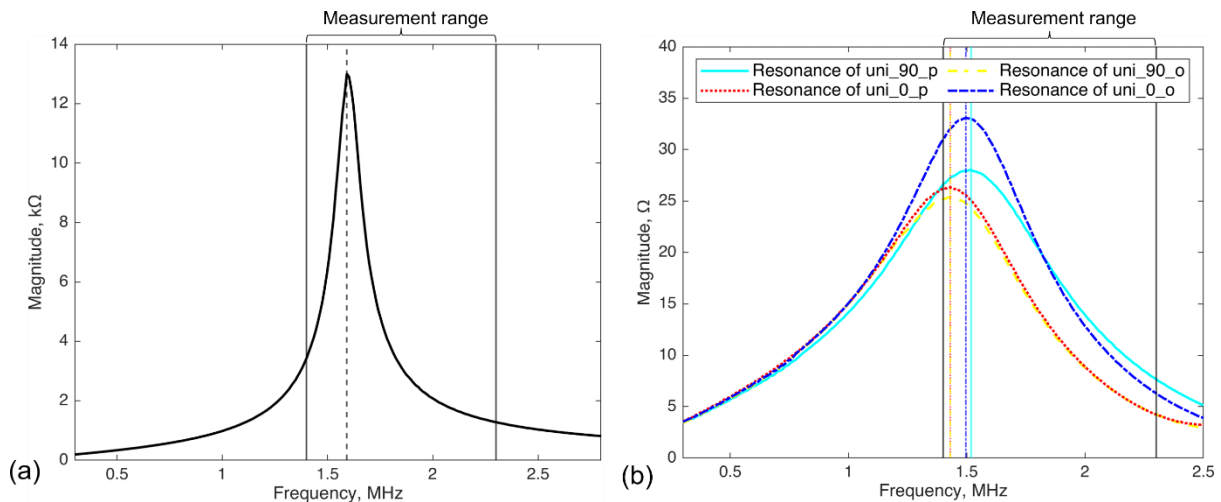 Measurement range
14
12
10
8
6
4
2
0
Magnitude, kΩ
0.5
1
1.5
2
2.5
Frequency, MHz
(a)
Measurement range
40
35
30
25
20
15
10
5
0
Magnitude, Ω
Resonance of uni_90_p
Resonance of uni_90_o
Resonance of uni_0_p
Resonance of uni_0_o
0.5
1
1.5
2
2.5
Frequency, MHz
(b)